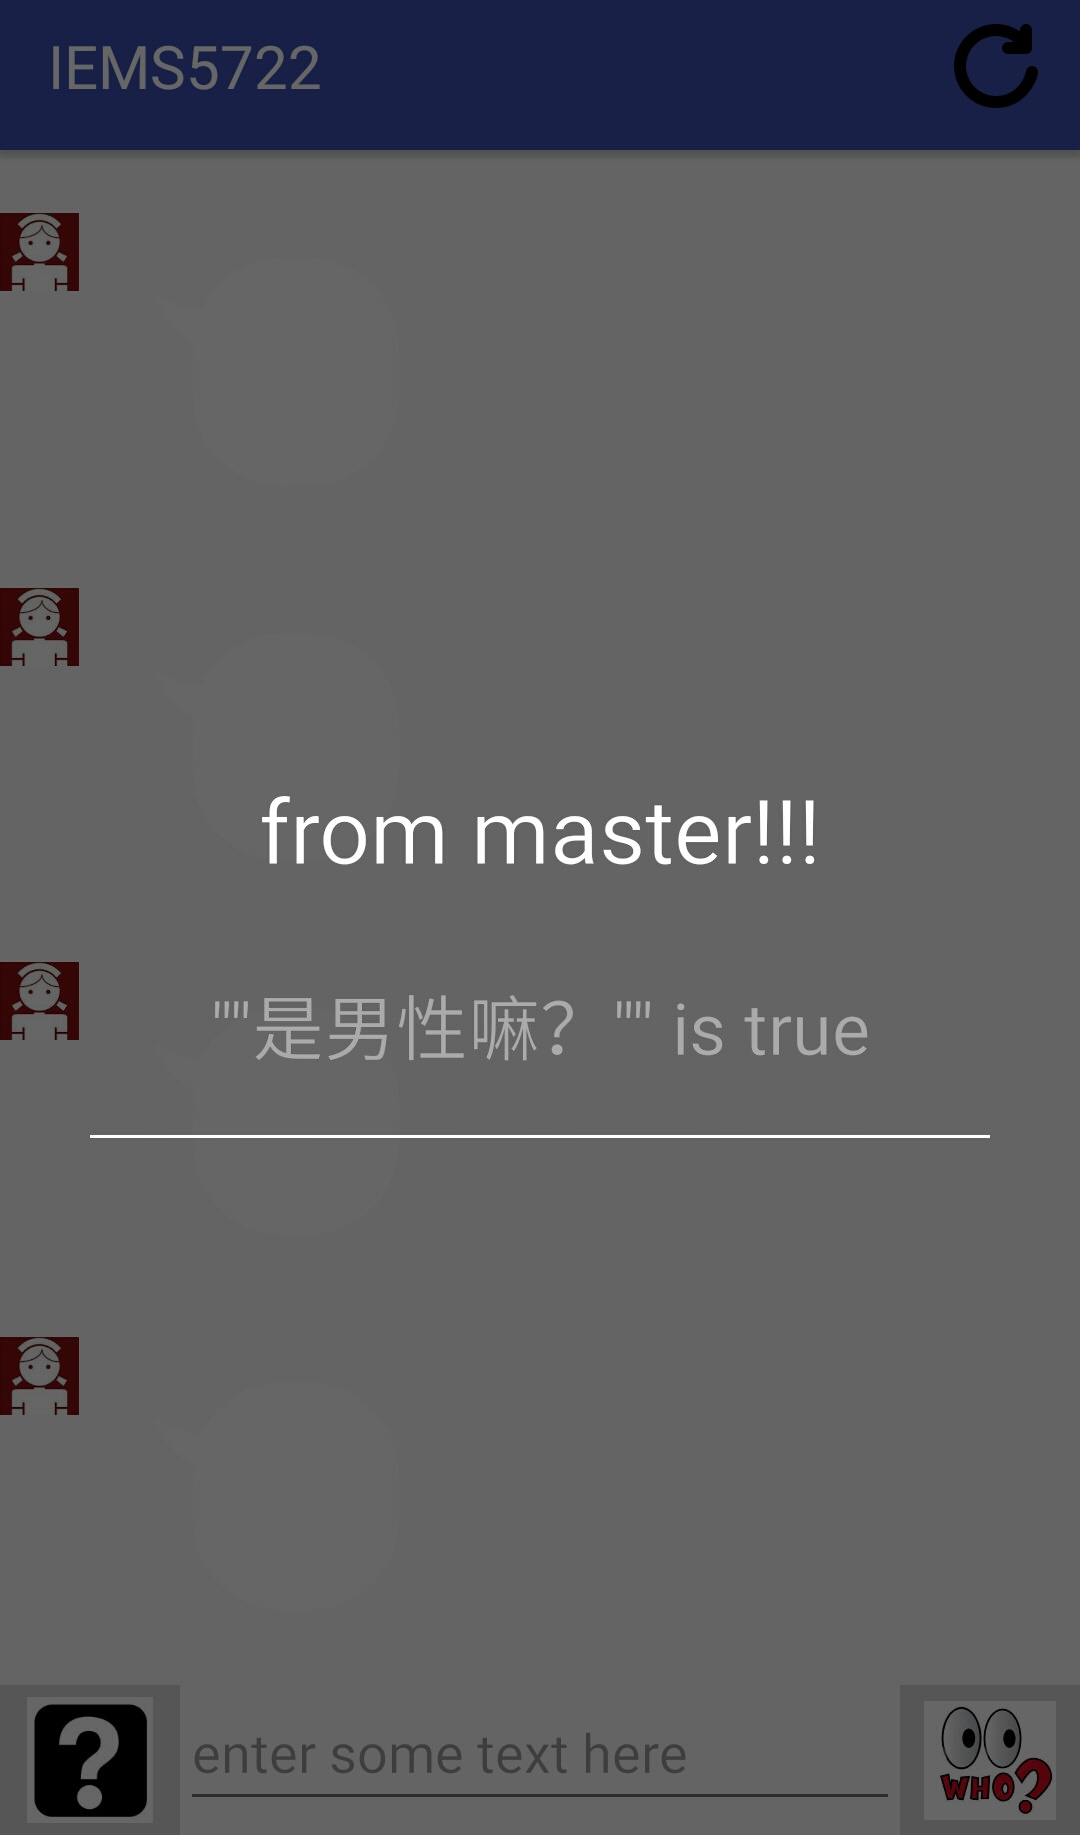 IEMS5722
from master!!!
""是男性嘛？"" is true
enter some text here
WHO?